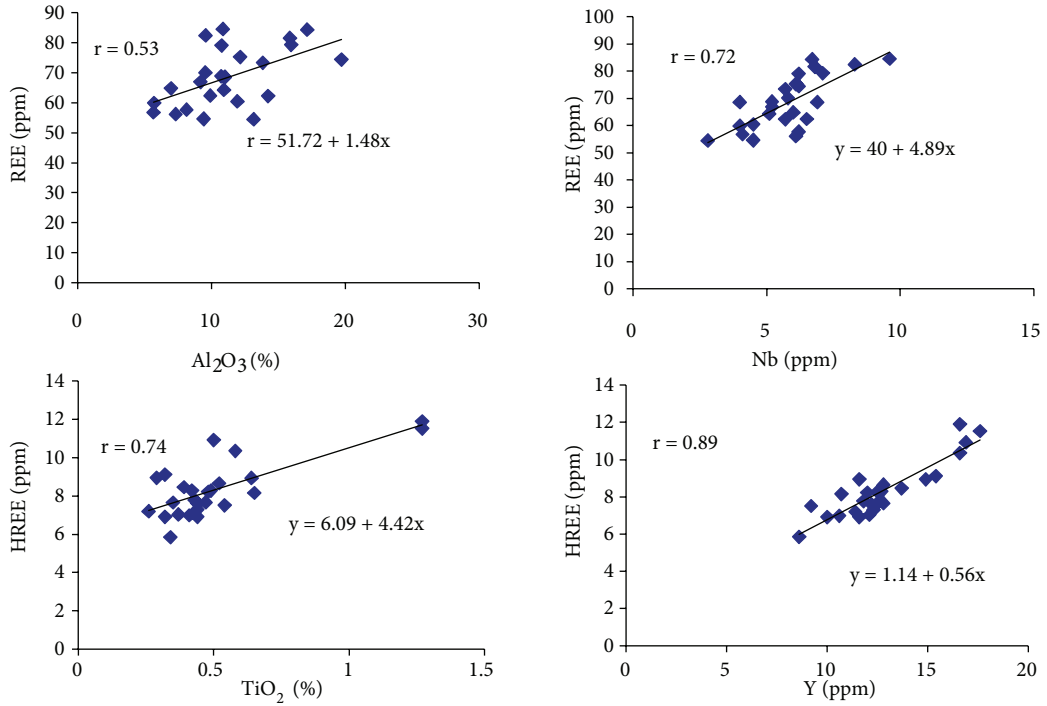 90
80
70
60
50
40
30
20
10
0
REE (ppm)
r = 0.53
r = 51.72 + 1.48x
0 10 20 30
Al2O3 (%)
100
90
80
70
60
50
40
30
20
10
0
REE (ppm)
r = 0.72
y = 40 + 4.89x
0 5 10 15
Nb (ppm)
14
12
10
8
6
4
2
0
HREE (ppm)
r = 0.74
y = 6.09 + 4.42x
0 0.5 1 1.5
TiO2 (%)
14
12
10
8
6
4
2
0
HREE (ppm)
r = 0.89
y = 1.14 + 0.56x
0 5 10 15 20
Y (ppm)